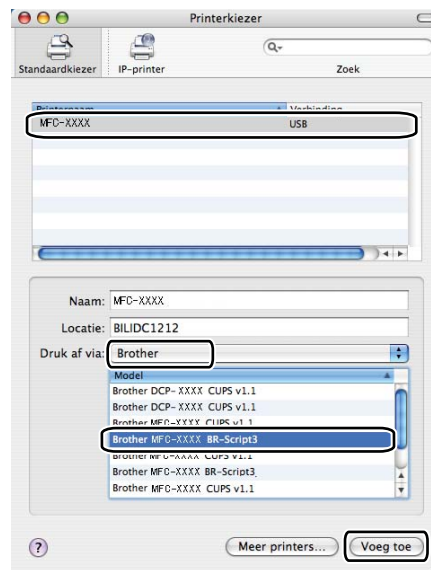 Printerkiezer
Standaardkiezer
IP-printer
Q
Zoek
Printernaam Verbinding
MFC-XXXX USB
Naam: MFC-XXXX
Locatie: BILIDC1212
Druk af via: Brother
Model
Brother DCP- XXXX CUPS v1.1
Brother DCP- XXXX CUPS v1.1
Brother MFC-XXXX CUPS v1.1
Brother MFC-XXXX BR-Script3
Brother MFC-XXXX CUPS v1.1
Brother MFC-XXXX BR-Script3
Brother MFC-XXXX CUPS v1.1
? Meer printers... Voeg toe